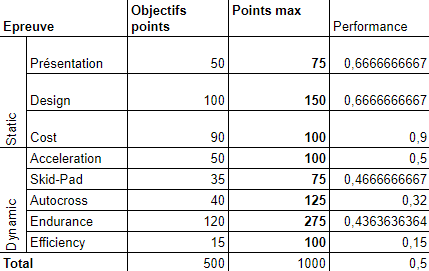 Epreuve Objectifs points Points max Performance
Static
Présentation 50 75 0,6666666667
Design 100 150 0,6666666667
Cost 90 100 0,9
Dynamic
Acceleration 50 100 0,5
Skid-Pad 35 75 0,4666666667
Autocross 40 125 0,32
Endurance 120 275 0,4363636364
Efficiency 15 100 0,15
Total 500 1000 0,5